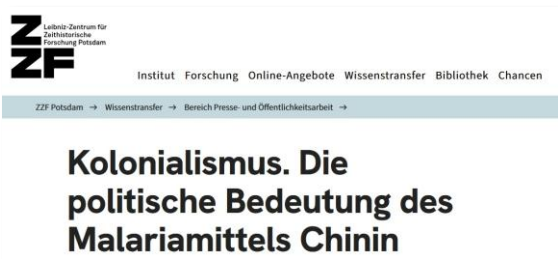 ZZF
Leibniz-Zentrum für
Zeithistorische
Forschung Potsdam
Institut Forschung Online-Angebote Wissenstransfer Bibliothek Chancen
ZZF Potsdam → Wissenstransfer → Bereich Presse- und Öffentlichkeitsarbeit →
Kolonialismus. Die
politische Bedeutung des
Malariamittels Chinin